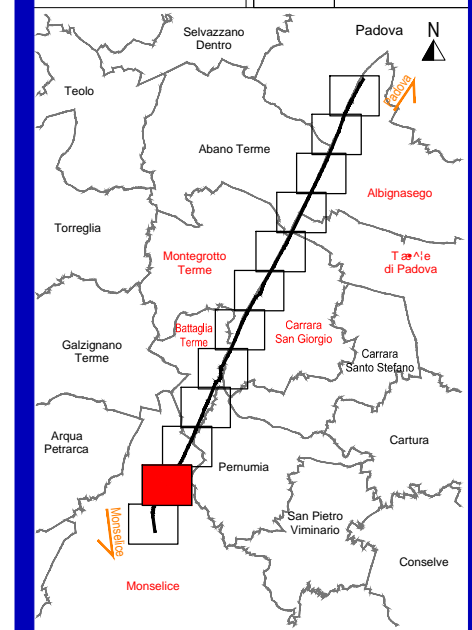 Selvazzano
Dentro
Padova
N
Teolo
Padova
Abano Terme
Albignasego
Torreglia
Montegrotto
Terme
di Padova
Battaglia
Terme
Carrara
San Giorgio
Galzignano
Terme
Carrara
Santo Stefano
Arqua
Petrarca
Cartura
Pernumia
Monselice
San Pietro
Viminario
Conselve
Monselice